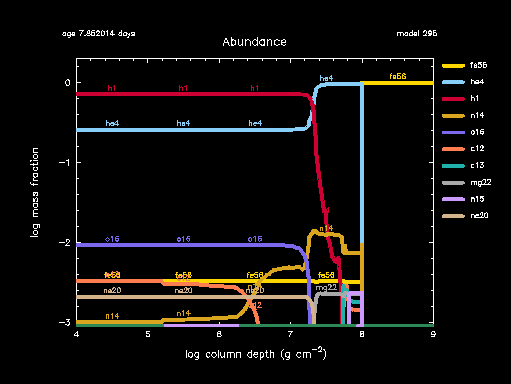 age 7.852014 days
model 295
Abundance
fe56
he4
h1
n14
o16
c12
c13
mg22
n15
ne20
log mass fraction
0
−1
−2
−3
h1 h1 h1
he4 he4 he4
he4
fe56
h1
n14
o16 o16 o16
fe56 fe56 fe56 fe56
ne20 ne20 ne20
mg22
n14 n14
4 5 6 7 8 9
log column depth (g cm−2)